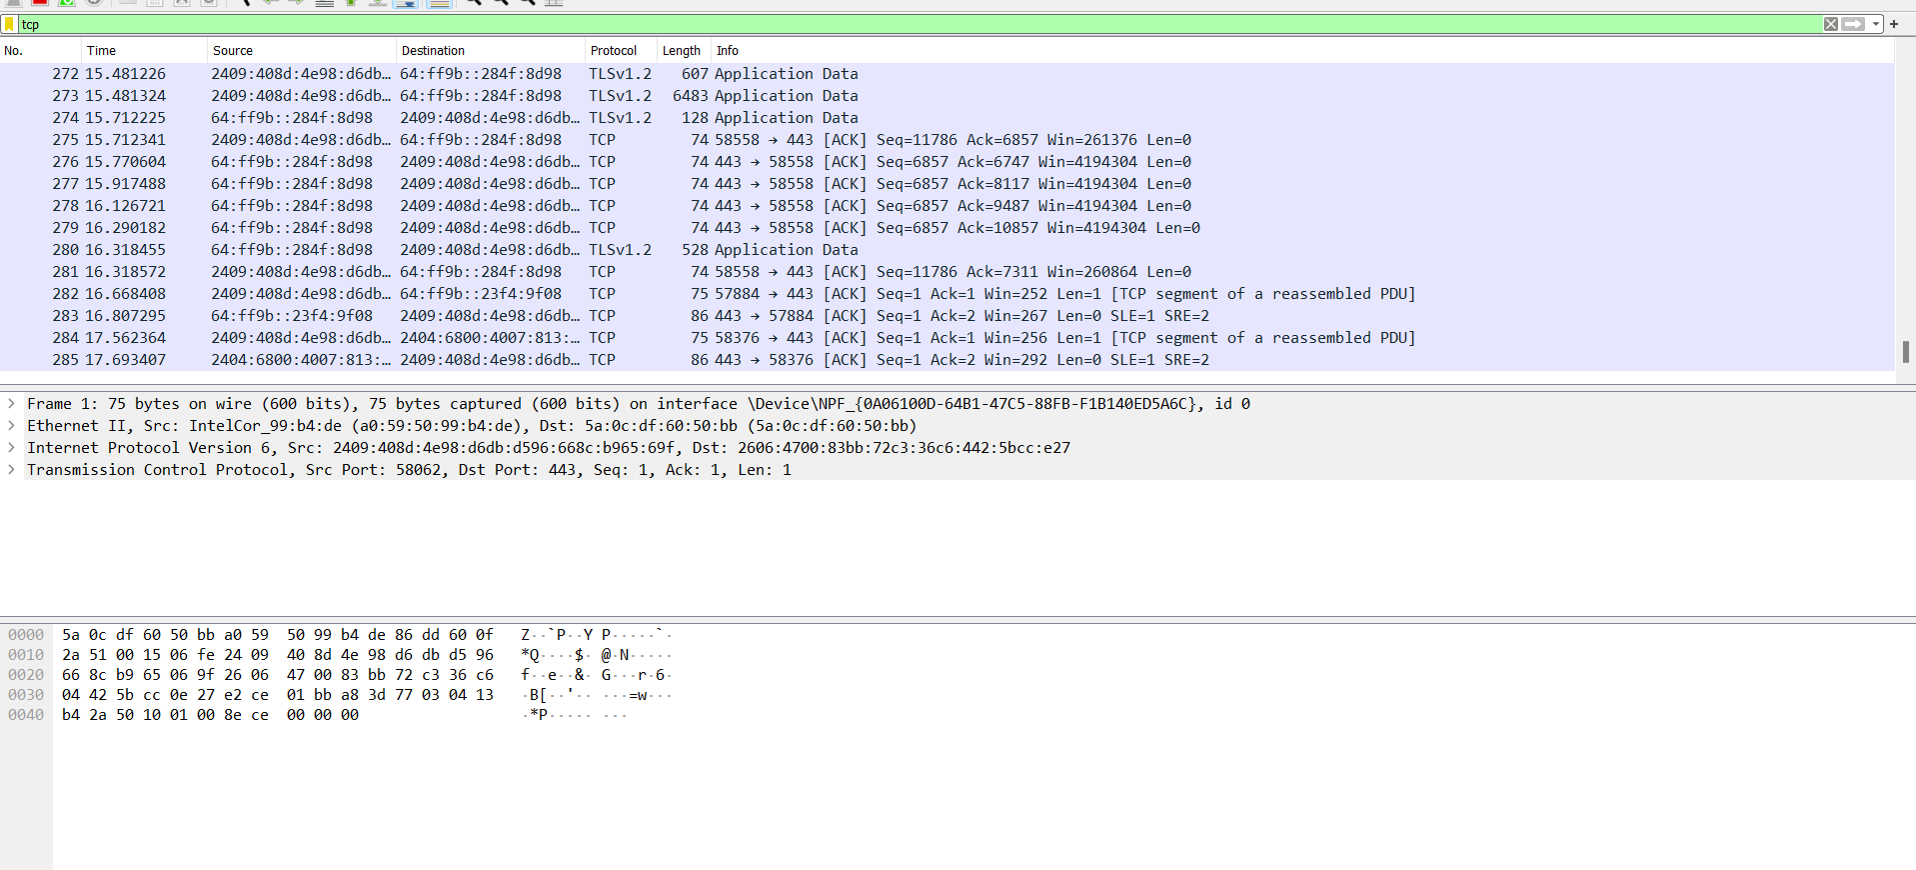 tcp
No. Time Source Destination Protocol Length Info
272 15.481226 2409:408d:4e98:d6db… 64:ff9b::284f:8d98 TLSv1.2 607 Application Data
273 15.481324 2409:408d:4e98:d6db… 64:ff9b::284f:8d98 TLSv1.2 6483 Application Data
274 15.712225 64:ff9b::284f:8d98 2409:408d:4e98:d6db… TLSv1.2 128 Application Data
275 15.712341 2409:408d:4e98:d6db… 64:ff9b::284f:8d98 TCP 74 58558 → 443 [ACK] Seq=11786 Ack=6857 Win=261376 Len=0
276 15.770604 64:ff9b::284f:8d98 2409:408d:4e98:d6db… TCP 74 443 → 58558 [ACK] Seq=6857 Ack=6747 Win=4194304 Len=0
277 15.917488 64:ff9b::284f:8d98 2409:408d:4e98:d6db… TCP 74 443 → 58558 [ACK] Seq=6857 Ack=8117 Win=4194304 Len=0
278 16.126721 64:ff9b::284f:8d98 2409:408d:4e98:d6db… TCP 74 443 → 58558 [ACK] Seq=6857 Ack=9487 Win=4194304 Len=0
279 16.290182 64:ff9b::284f:8d98 2409:408d:4e98:d6db… TCP 74 443 → 58558 [ACK] Seq=6857 Ack=10857 Win=4194304 Len=0
280 16.318455 64:ff9b::284f:8d98 2409:408d:4e98:d6db… TLSv1.2 528 Application Data
281 16.318572 2409:408d:4e98:d6db… 64:ff9b::284f:8d98 TCP 74 58558 → 443 [ACK] Seq=11786 Ack=7311 Win=260864 Len=0
282 16.668408 2409:408d:4e98:d6db… 64:ff9b::23f4:9f08 TCP 75 57884 → 443 [ACK] Seq=1 Ack=1 Win=252 Len=1 [TCP segment of a reassembled PDU]
283 16.807295 64:ff9b::23f4:9f08 2409:408d:4e98:d6db… TCP 86 443 → 57884 [ACK] Seq=1 Ack=2 Win=267 Len=0 SLE=1 SRE=2
284 17.562364 2409:408d:4e98:d6db… 2404:6800:4007:813:… TCP 75 58376 → 443 [ACK] Seq=1 Ack=1 Win=256 Len=1 [TCP segment of a reassembled PDU]
285 17.693407 2404:6800:4007:813:… 2409:408d:4e98:d6db… TCP 86 443 → 58376 [ACK] Seq=1 Ack=2 Win=292 Len=0 SLE=1 SRE=2
Frame 1: 75 bytes on wire (600 bits), 75 bytes captured (600 bits) on interface \Device\NPF_{0A06100D-64B1-47C5-88FB-F1B140ED5A6C}, id 0
Ethernet II, Src: IntelCor_99:b4:de (a0:59:50:99:b4:de), Dst: 5a:0c:df:60:50:bb (5a:0c:df:60:50:bb)
Internet Protocol Version 6, Src: 2409:408d:4e98:d6db:d596:668c:b965:69f, Dst: 2606:4700:83bb:72c3:36c6:442:5bcc:e27
Transmission Control Protocol, Src Port: 58062, Dst Port: 443, Seq: 1, Ack: 1, Len: 1
0000 5a 0c df 60 50 bb a0 59 50 99 b4 de 86 dd 60 0f Z··`P··Y P·····`·
0010 2a 51 00 15 06 fe 24 09 40 8d 4e 98 d6 db d5 96 *Q····$· @·N·····
0020 66 8c b9 65 06 9f 26 06 47 00 83 bb 72 c3 36 c6 f··e··&· G···r·6·
0030 04 42 5b cc 0e 27 e2 ce 01 bb a8 3d 77 03 04 13 ·B[··'·· ···=w···
0040 b4 2a 50 10 01 00 8e ce 00 00 00 ·*P····· ···